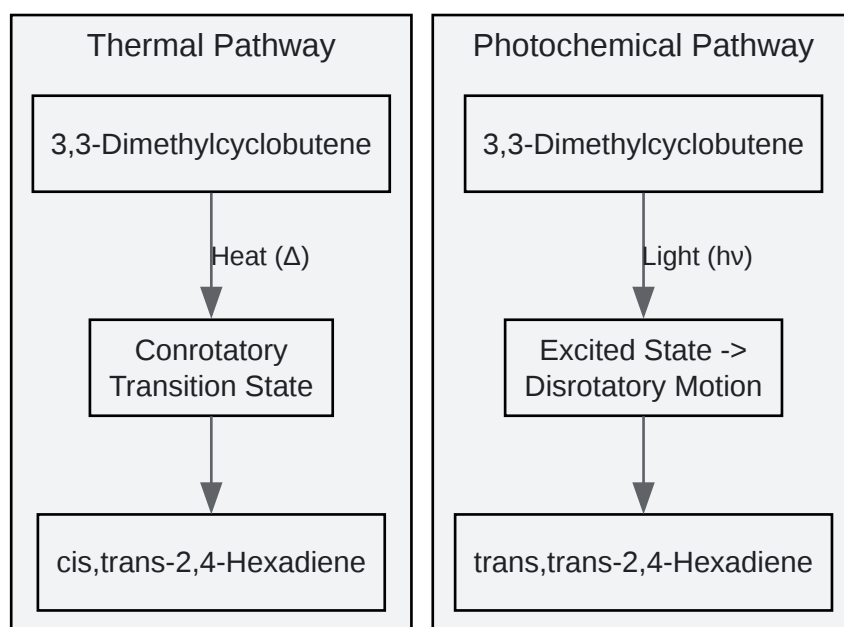 Thermal Pathway
3,3-Dimethylcyclobutene
Heat (Δ)
Conrotatory
Transition State
cis,trans-2,4-Hexadiene
Photochemical Pathway
3,3-Dimethylcyclobutene
Light (hν)
Excited State ->
Disrotatory Motion
trans,trans-2,4-Hexadiene